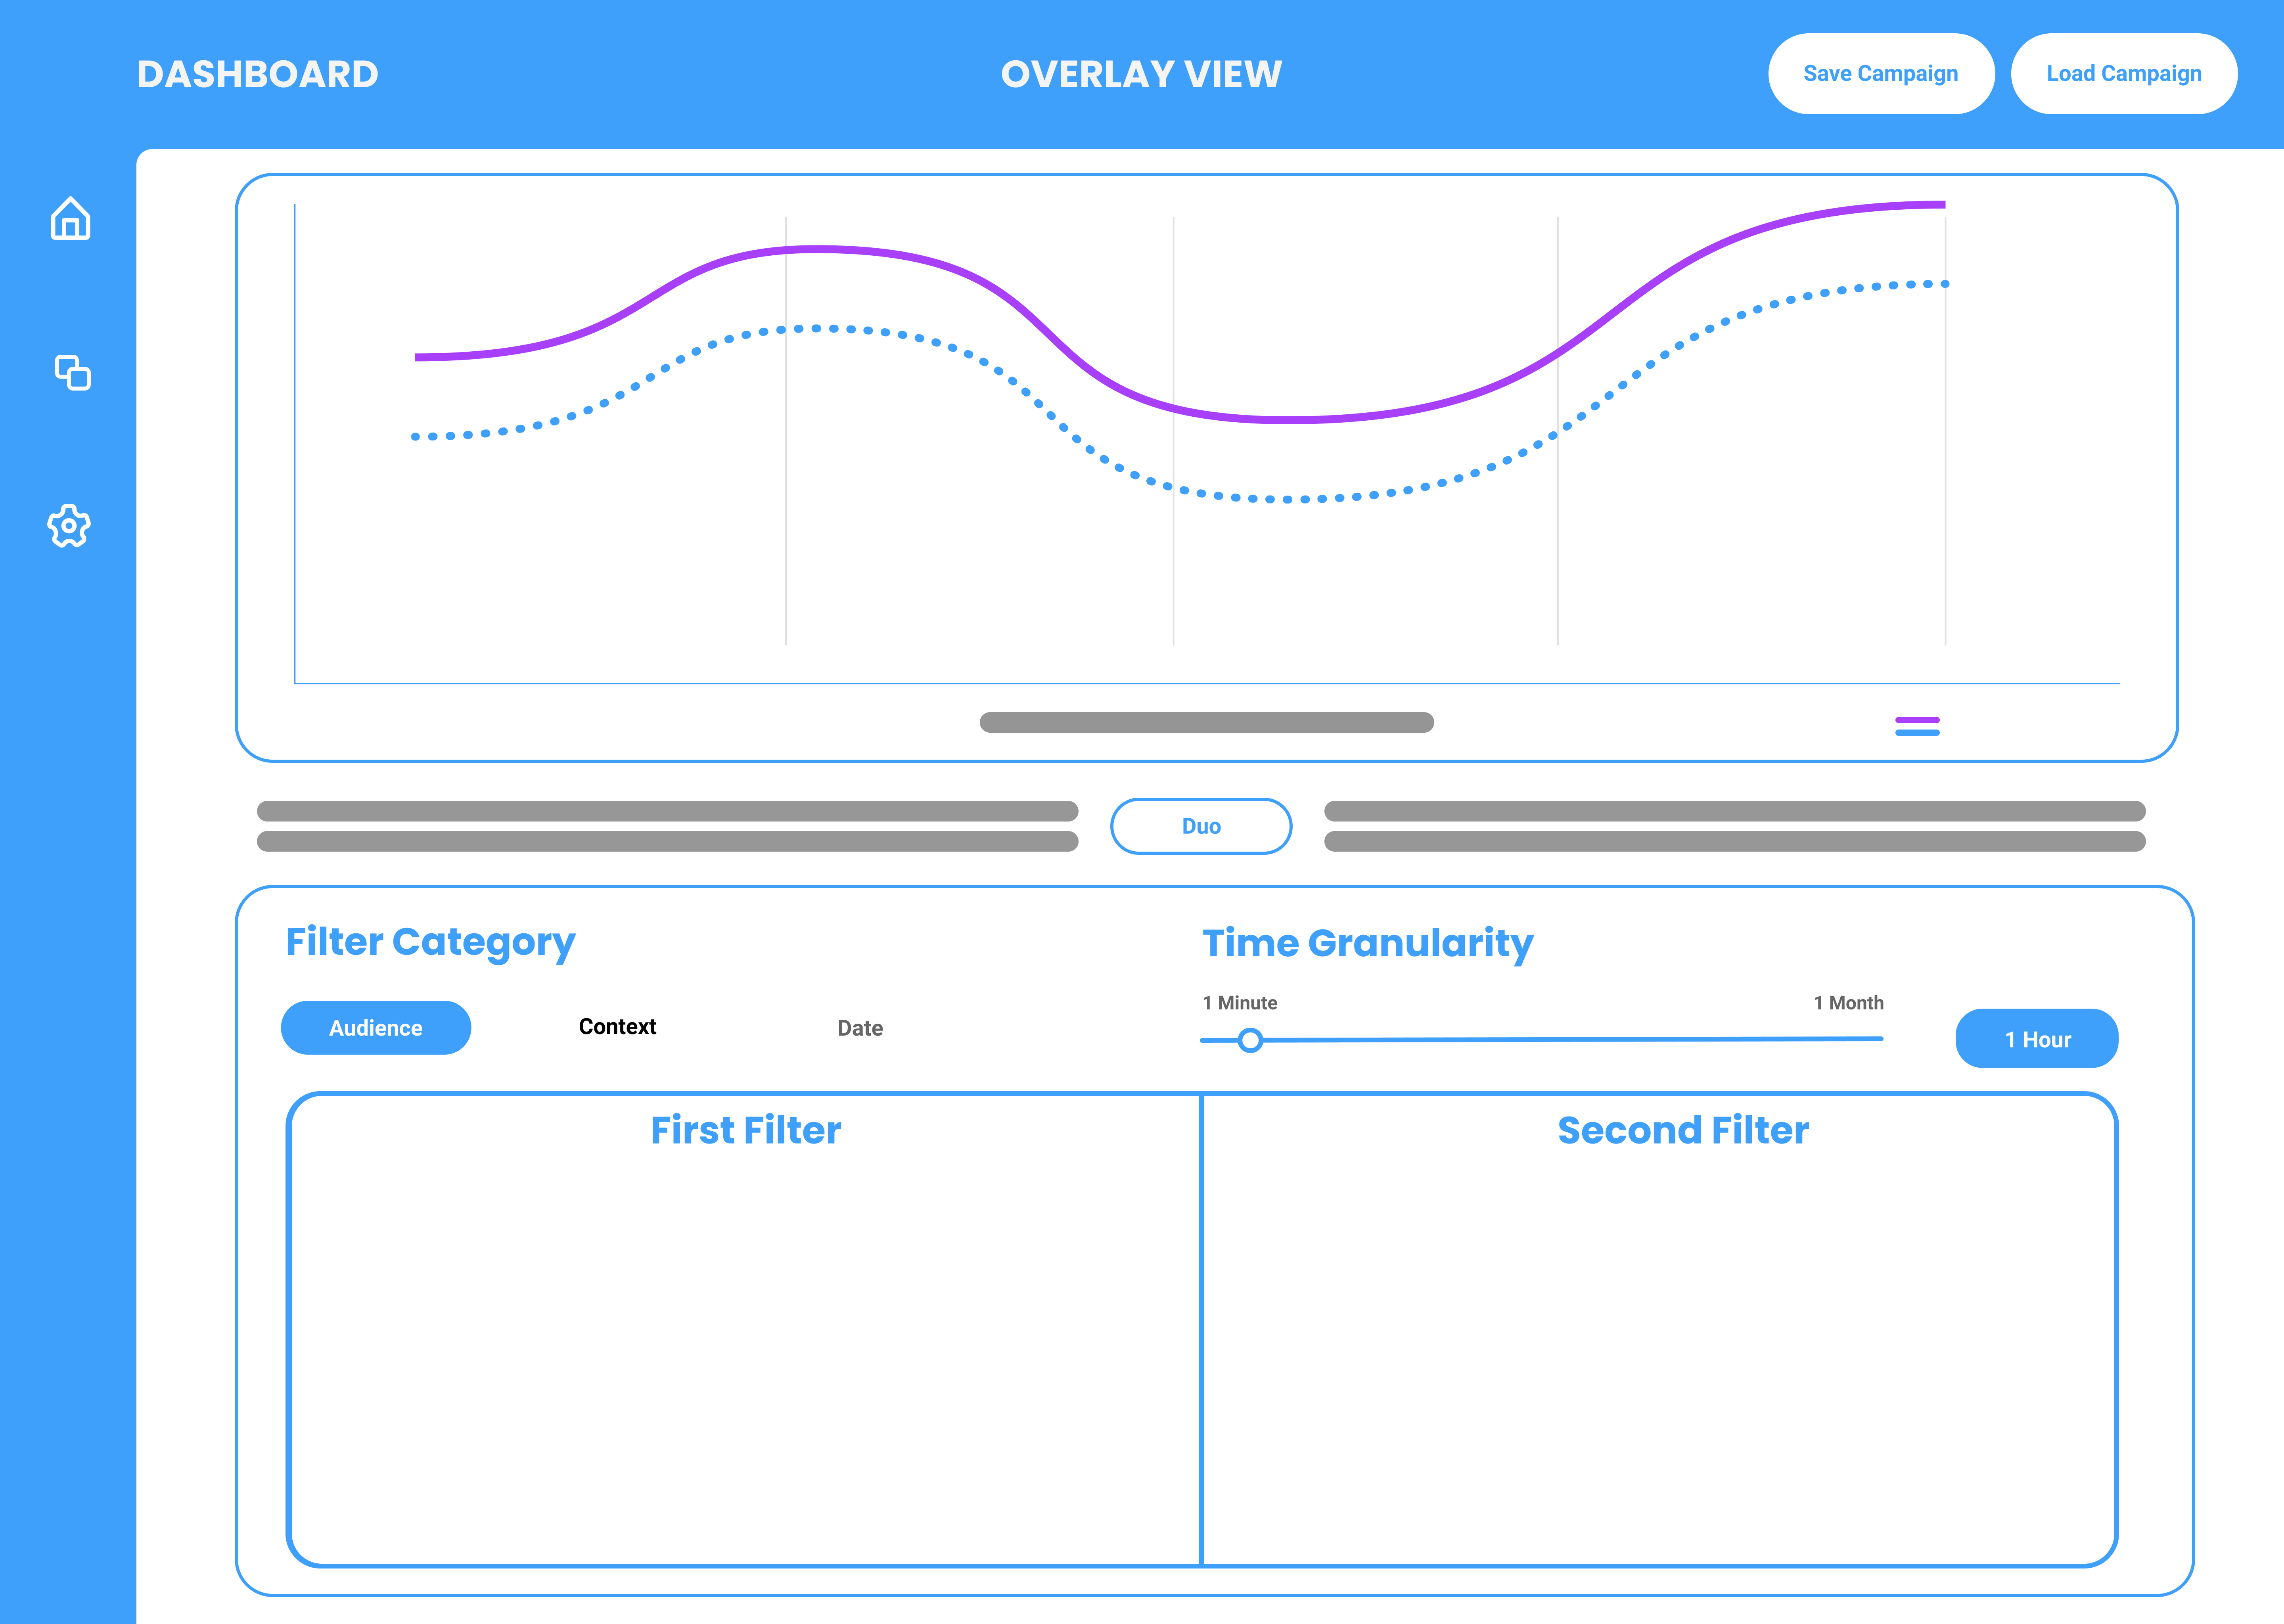 DASHBOARD
OVERLAY VIEW
Save Campaign
Load Campaign
Duo
Filter Category
Time Granularity
1 Minute
1 Month
Audience
Context
Date
1 Hour
First Filter
Second Filter